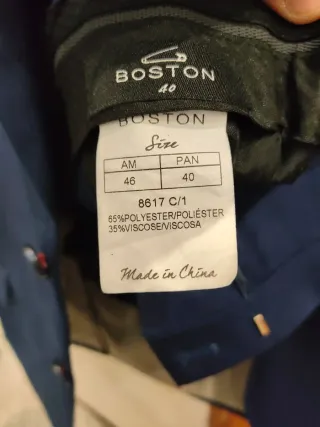 BOSTON
40
BOSTON
Size
AM PAN
46 40
8617 C/1
65%POLYESTER/POLIÉSTER
35%VISCOSE/VISCOSA
Made in China